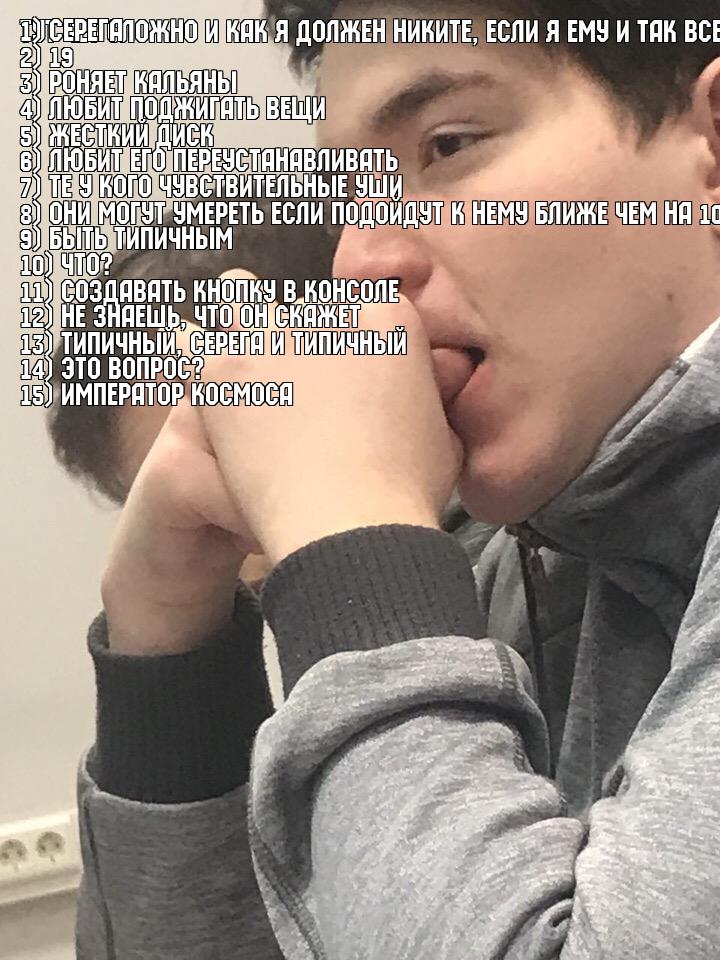 1) СЕРЕГА ЛОЖНО И КАК Я ДОЛЖЕН НИКИТЕ, ЕСЛИ Я ЕМУ И ТАК ВСЕ
2) 19
3) РОНЯЕТ КАЛЬЯНЫ
4) ЛЮБИТ ПОДЖИГАТЬ ВЕЩИ
5) ЖЕСТКИЙ ДИСК
6) ЛЮБИТ ЕГО ПЕРЕУСТАНАВЛИВАТЬ
7) ТЕ У КОГО ЧУВСТВИТЕЛЬНЫЕ УШИ
8) ОНИ МОГУТ УМЕРЕТЬ ЕСЛИ ПОДОЙДУТ К НЕМУ БЛИЖЕ ЧЕМ НА 10
9) БЫТЬ ТИПИЧНЫМ
10) ЧТО?
11) СОЗДАВАТЬ КНОПКУ В КОНСОЛЕ
12) НЕ ЗНАЕШЬ, ЧТО ОН СКАЖЕТ
13) ТИПИЧНЫЙ, СЕРЕГА И ТИПИЧНЫЙ
14) ЭТО ВОПРОС?
15) ИМПЕРАТОР КОСМОСА